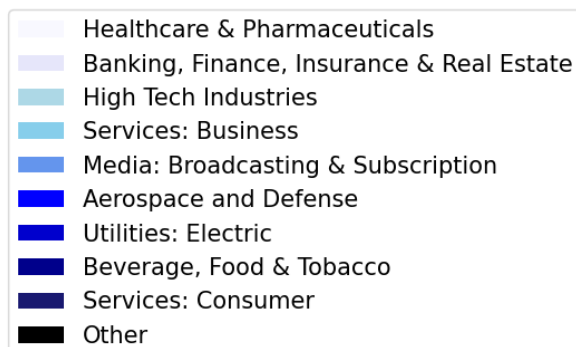 Healthcare & Pharmaceuticals
Banking, Finance, Insurance & Real Estate
High Tech Industries
Services: Business
Media: Broadcasting & Subscription
Aerospace and Defense
Utilities: Electric
Beverage, Food & Tobacco
Services: Consumer
Other